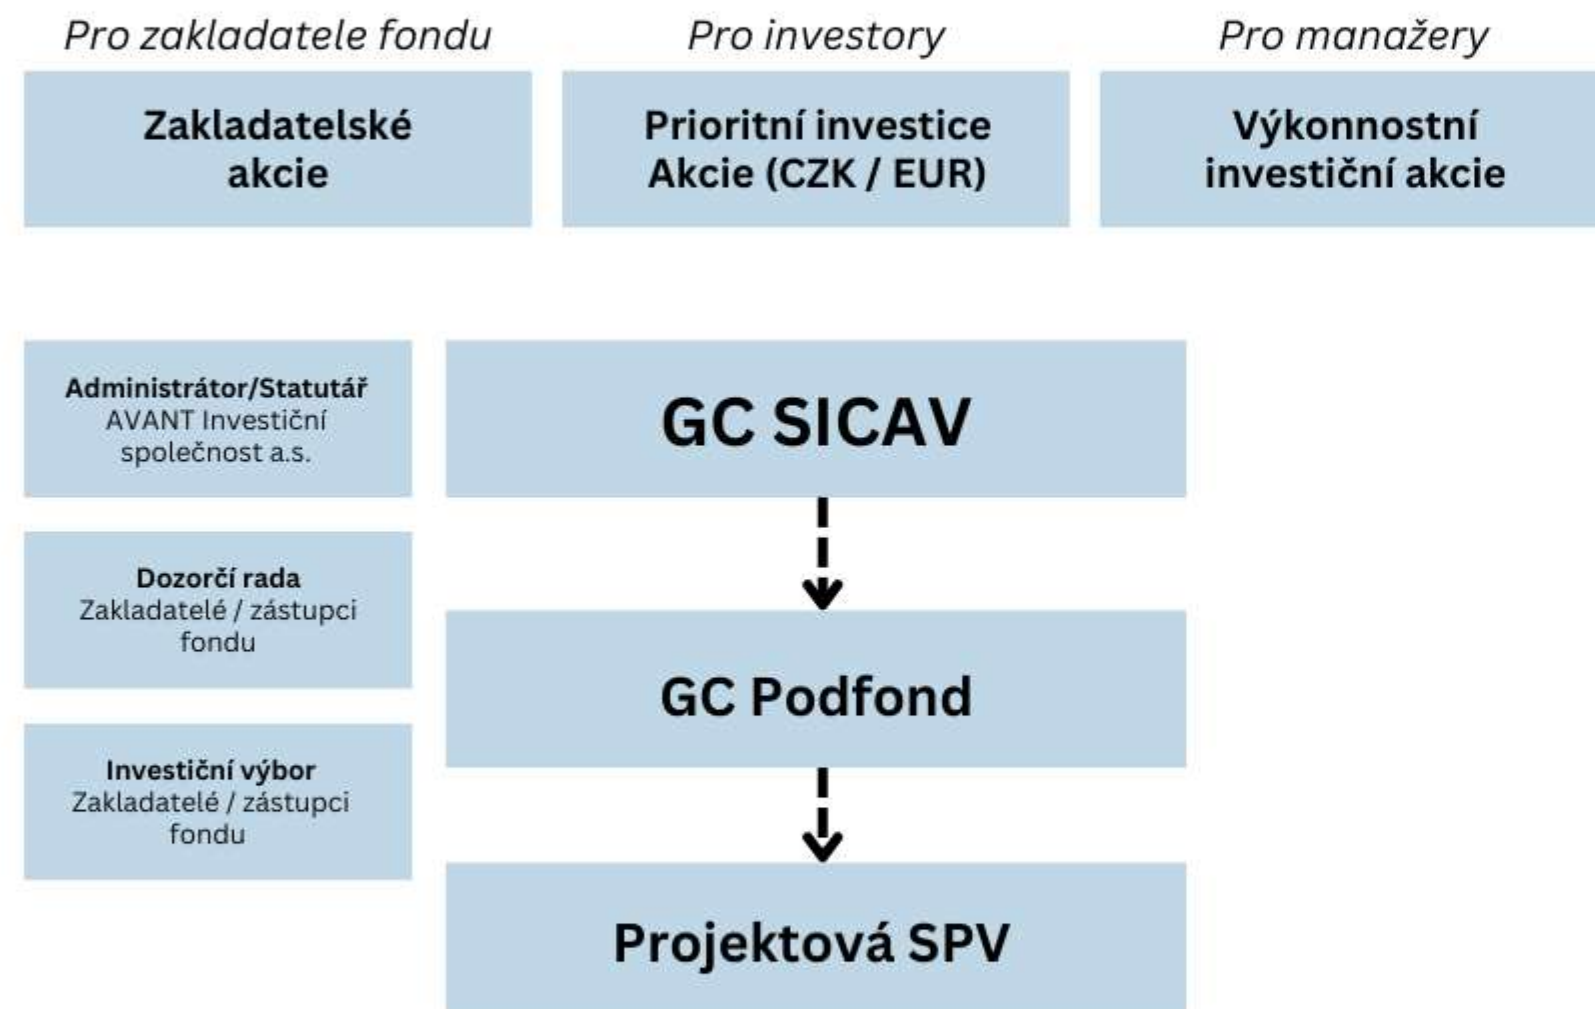 Pro zakladatele fondu
Pro investory
Pro manažery
Zakladatelské
akcie
Prioritní investice
Akcie (CZK / EUR)
Výkonnostní
investiční akcie
Administrátor/Statutář
AVANT Investiční
společnost a.s.
GC SICAV
Dozorčí rada
Zakladatelé / zástupci
fondu
GC Podfond
Investiční výbor
Zakladatelé / zástupci
fondu
Projektová SPV